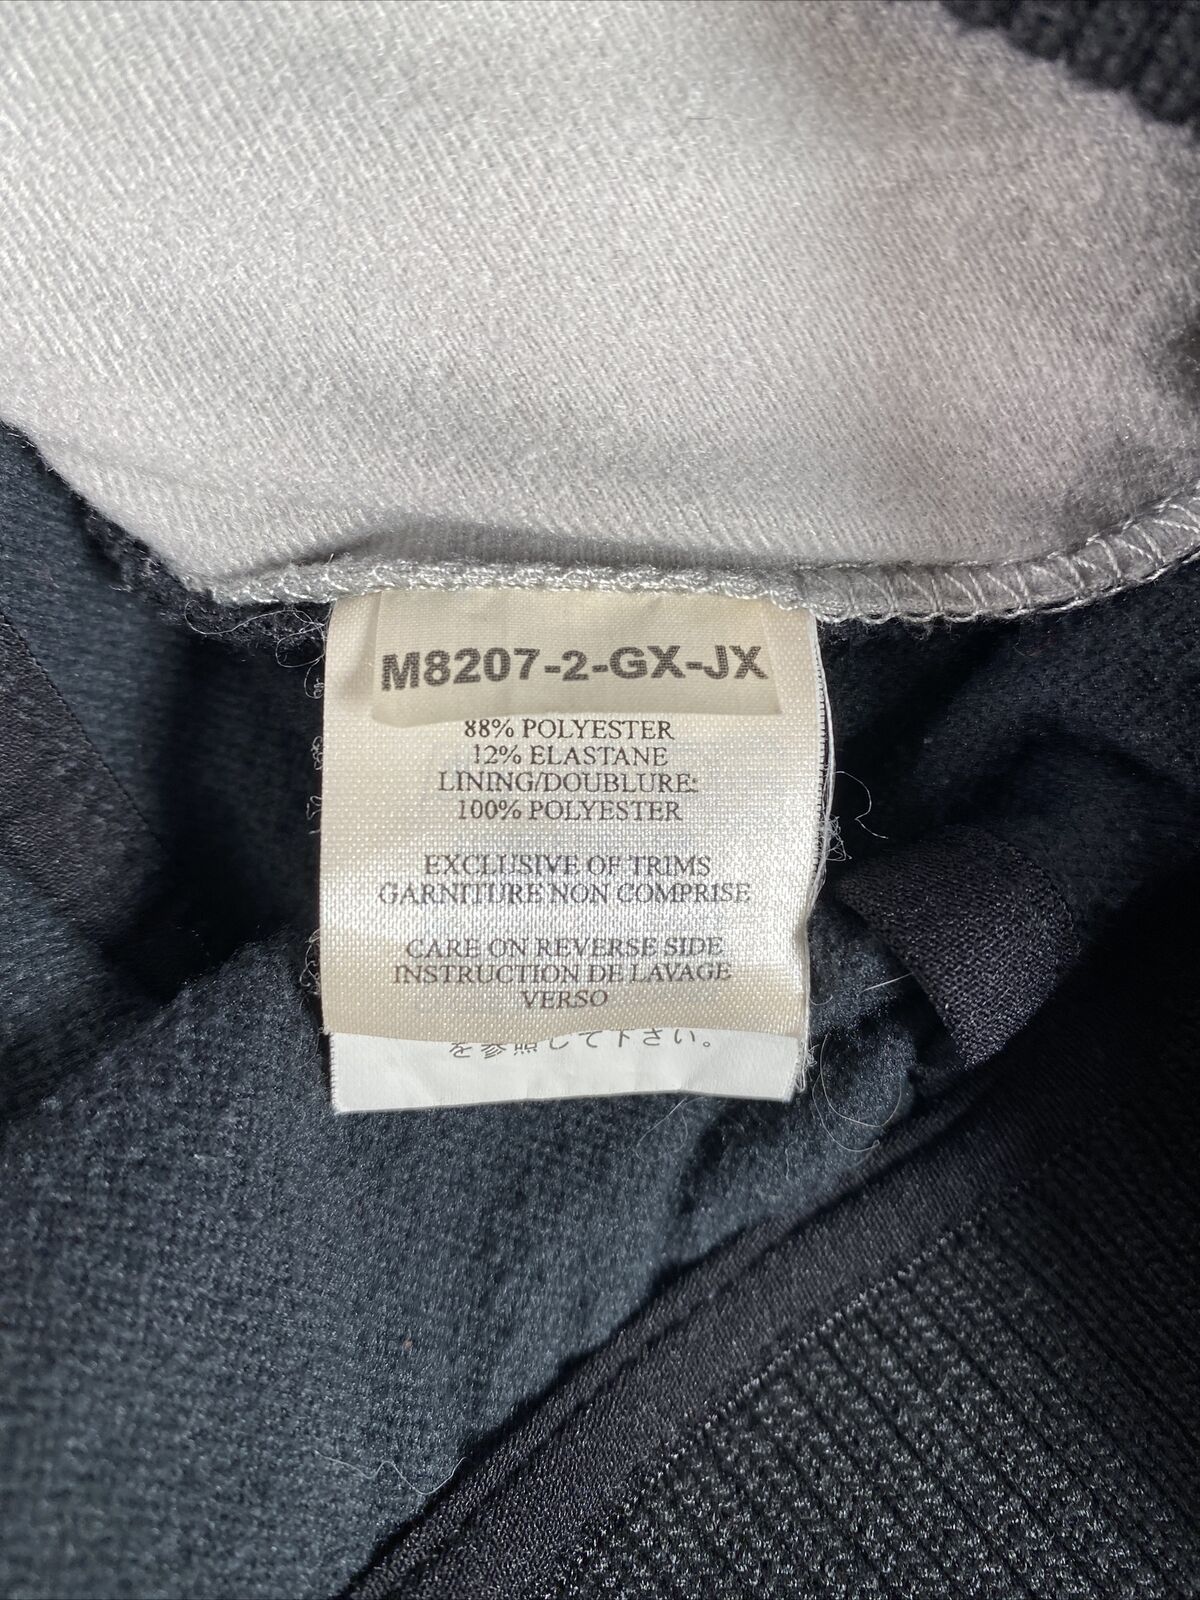 M8207-2-GX-JX
88% POLYESTER
12% ELASTANE
LINING/DOUBLURE:
100% POLYESTER
EXCLUSIVE OF TRIMS
GARNITURE NON COMPRISE
CARE ON REVERSE SIDE
INSTRUCTION DE LAVAGE
VERSO
を参照して下さい。